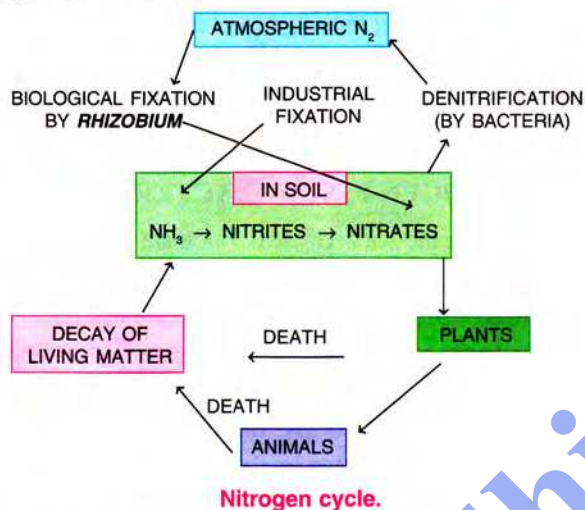 ATMOSPHERIC N₂
BIOLOGICAL FIXATION
BY RHIZOBIUM
INDUSTRIAL
FIXATION
DENITRIFICATION
(BY BACTERIA)
IN SOIL
NH₃ → NITRITES → NITRATES
DECAY OF
LIVING MATTER
DEATH
PLANTS
DEATH
ANIMALS
Nitrogen cycle.